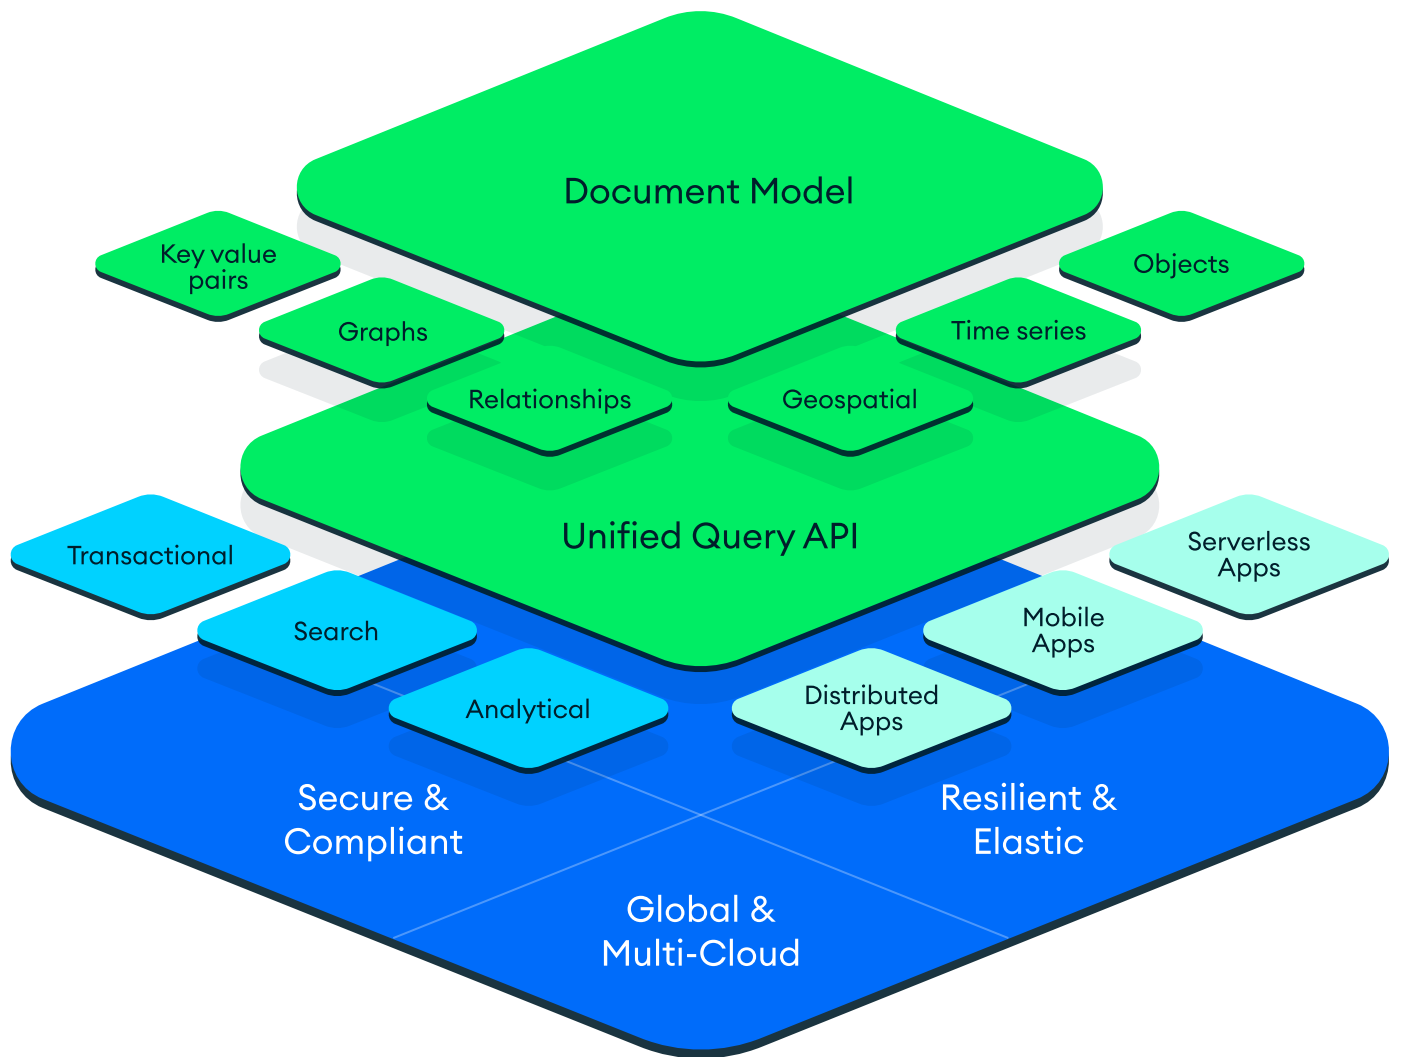 Document Model
Key value
pairs
Objects
Graphs
Time series
Relationships
Geospatial
Unified Query API
Transactional
Serverless
Apps
Search
Mobile
Apps
Analytical
Distributed
Apps
Secure &
Compliant
Resilient &
Elastic
Global &
Multi-Cloud